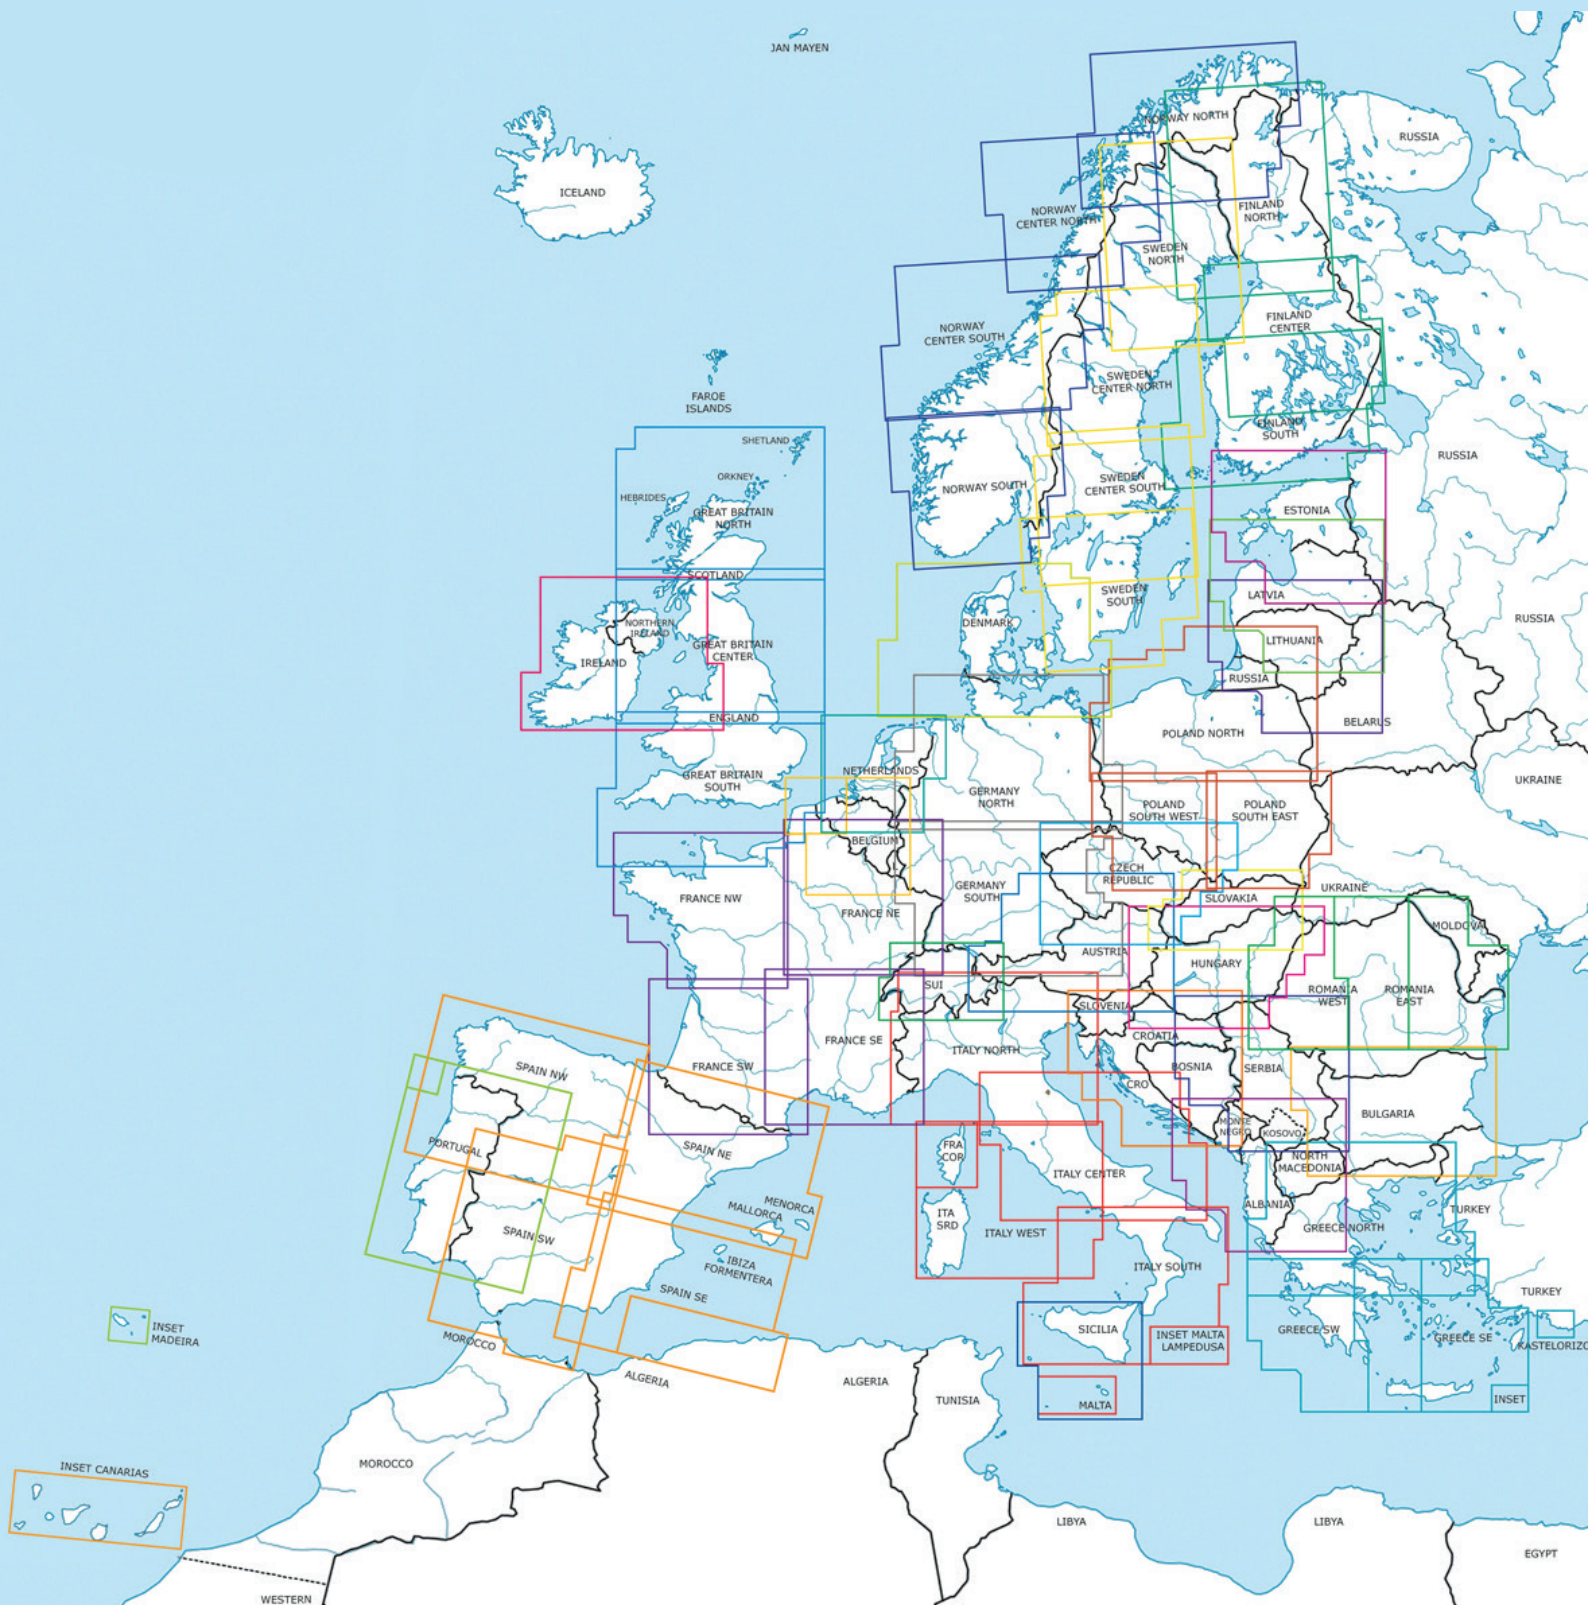 JAN MAYEN
NORWAY NORTH
RUSSIA
ICELAND
NORWAY
CENTER NORTH
FINLAND
NORTH
SWEDEN
NORTH
NORWAY
CENTER SOUTH
FINLAND
CENTER
SWEDEN
CENTER NORTH
FAROE
ISLANDS
FINLAND
SOUTH
SHETLAND
RUSSIA
ORKNEY
HEBRIDES
NORWAY SOUTH
SWEDEN
CENTER SOUTH
GREAT BRITAIN
NORTH
ESTONIA
SCOTLAND
LATVIA
SWEDEN
SOUTH
DENMARK
NORTHERN
IRELAND
RUSSIA
LITHUANIA
GREAT BRITAIN
CENTER
IRELAND
RUSSIA
ENGLAND
BELARUS
POLAND NORTH
NETHERLANDS
GREAT BRITAIN
SOUTH
UKRAINE
GERMANY
NORTH
POLAND
SOUTH WEST
POLAND
SOUTH EAST
BELGIUM
CZECH
REPUBLIC
GERMANY
SOUTH
UKRAINE
FRANCE NW
SLOVAKIA
FRANCE NE
MOLDOVA
AUSTRIA
HUNGARY
SUI
ROMANIA
WEST
ROMANIA
EAST
SLOVENIA
FRANCE SE
CROATIA
ITALY NORTH
FRANCE SW
BOSNIA
SERBIA
SPAIN NW
CRO
BULGARIA
MONTE
NEGRO
KOSOVO
PORTUGAL
SPAIN NE
FRA
COR
NORTH
MACEDONIA
ITALY CENTER
MENORCA
MALLORCA
ALBANIA
TURKEY
ITA
SRD
GREECE NORTH
ITALY WEST
SPAIN SW
IBIZA
FORMENTERA
ITALY SOUTH
SPAIN SE
TURKEY
INSET
MADEIRA
SICILIA
INSET MALTA
LAMPEDUSA
GREECE SW
GREECE SE
KASTELORIZO
MOROCCO
ALGERIA
ALGERIA
TUNISIA
MALTA
INSET
MOROCCO
INSET CANARIAS
LIBYA
LIBYA
EGYPT
WESTERN